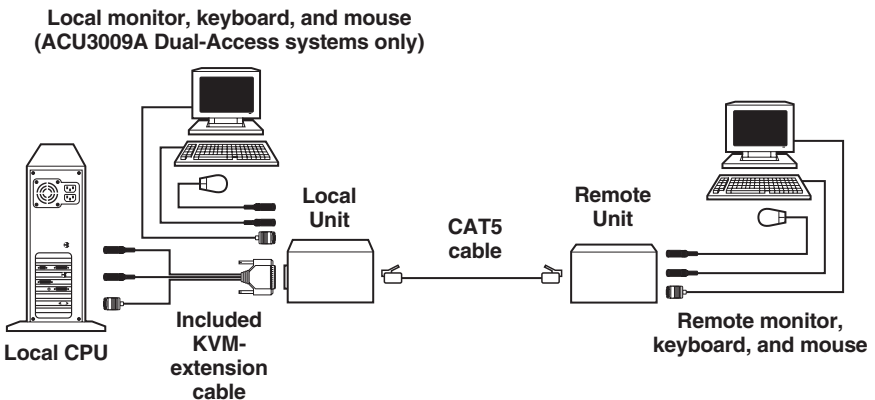 Local monitor, keyboard, and mouse
(ACU3009A Dual-Access systems only)
Local
Unit
CAT5
cable
Remote
Unit
Local CPU
Included
KVM-
extension
cable
Remote monitor,
keyboard, and mouse